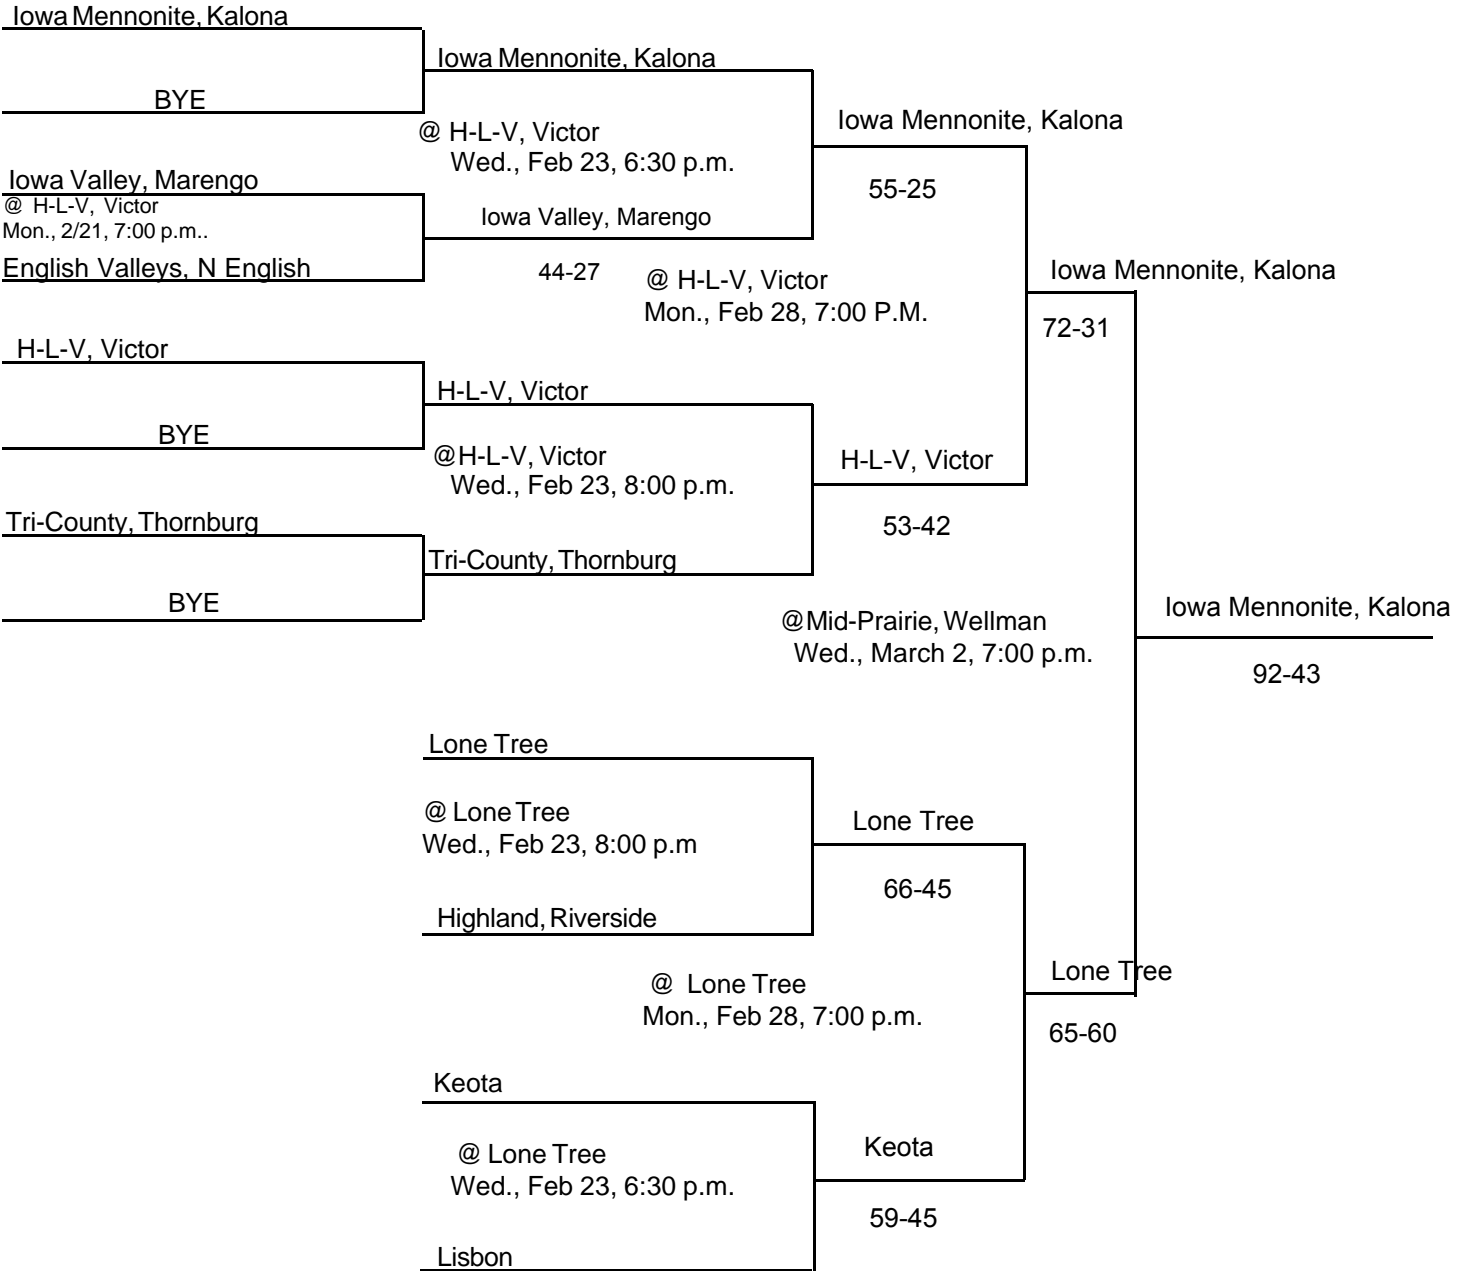 Iowa Mennonite, Kalona
Iowa Mennonite, Kalona
BYE
Iowa Mennonite, Kalona
@ H-L-V, Victor
Wed., Feb 23, 6:30 p.m.
Iowa Valley, Marengo
55-25
@ H-L-V, Victor
Mon., 2/21, 7:00 p.m..
Iowa Valley, Marengo
English Valleys, N English
44-27
@ H-L-V, Victor
Mon., Feb 28, 7:00 P.M.
Iowa Mennonite, Kalona
72-31
H-L-V, Victor
H-L-V, Victor
BYE
@H-L-V, Victor
Wed., Feb 23, 8:00 p.m.
H-L-V, Victor
Tri-County, Thornburg
53-42
Tri-County, Thornburg
BYE
@Mid-Prairie, Wellman
Wed., March 2, 7:00 p.m.
Iowa Mennonite, Kalona
92-43
Lone Tree
@ Lone Tree
Wed., Feb 23, 8:00 p.m
Lone Tree
66-45
Highland, Riverside
@ Lone Tree
Mon., Feb 28, 7:00 p.m.
Lone Tree
65-60
Keota
@ Lone Tree
Wed., Feb 23, 6:30 p.m.
Keota
59-45
Lisbon